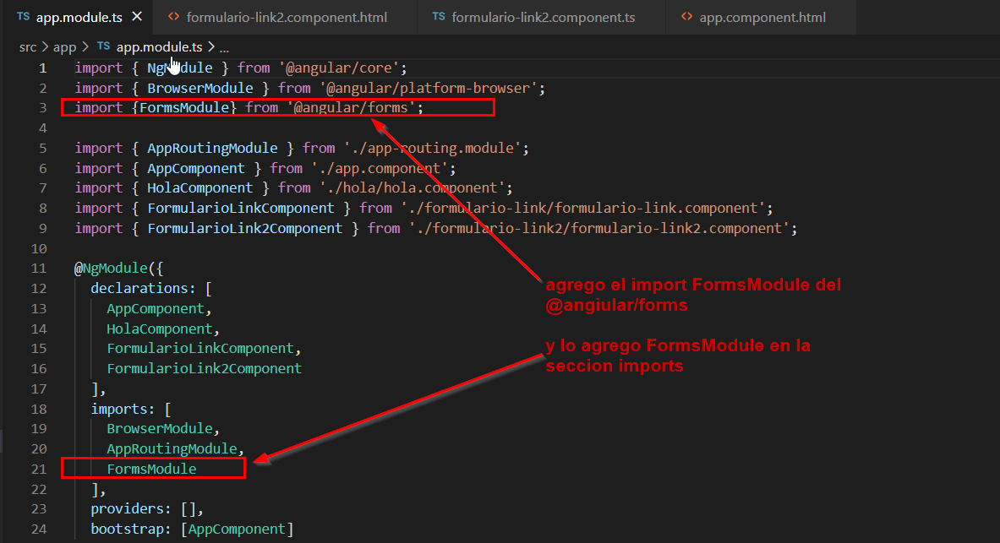 TS app.module.ts × <> formulario-link2.component.html TS formulario-link2.component.ts <> app.component.html
src > app > TS app.module.ts > ...
1 import { NgModule } from '@angular/core';
2 import { BrowserModule } from '@angular/platform-browser';
3 import {FormsModule} from '@angular/forms';
4
5 import { AppRoutingModule } from './app-routing.module';
6 import { AppComponent } from './app.component';
7 import { HolaComponent } from './hola/hola.component';
8 import { FormularioLinkComponent } from './formulario-link/formulario-link.component';
9 import { FormularioLink2Component } from './formulario-link2/formulario-link2.component';
10
11 @NgModule({
12 declarations: [
agrego el import FormsModule del
@angiular/forms
13 AppComponent,
14 HolaComponent,
15 FormularioLinkComponent,
y lo agrego FormsModule en la
seccion imports
16 FormularioLink2Component
17 ],
18 imports: [
19 BrowserModule,
20 AppRoutingModule,
21 FormsModule
22 ],
23 providers: [],
24 bootstrap: [AppComponent]